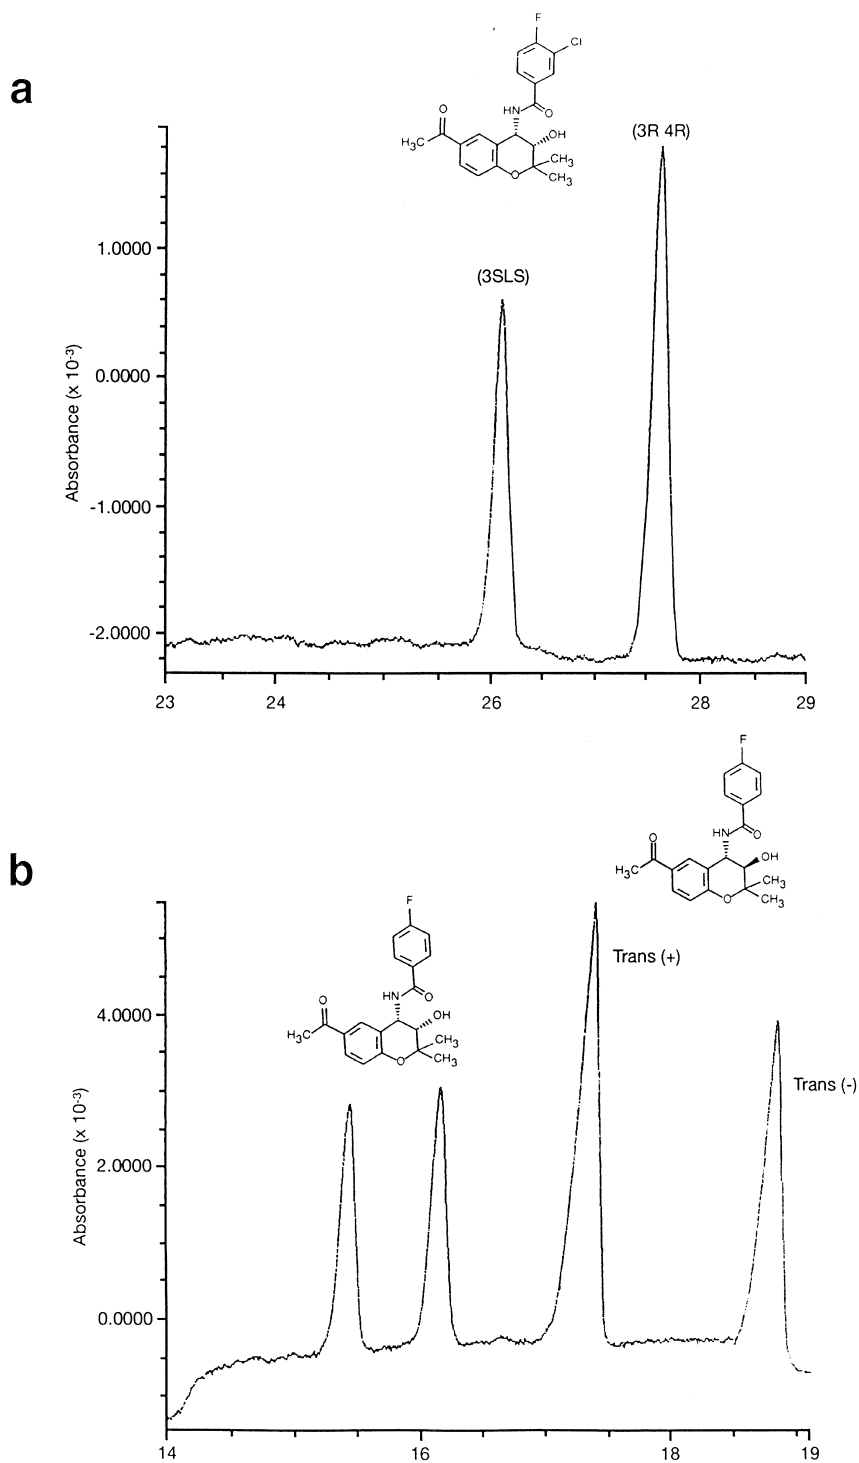 a
F
Cl
HN
O
O
H₃C
OH
CH₃
CH₃
O
(3R 4R)
(3SLS)
1.0000
0.0000
-1.0000
-2.0000
Absorbance (x 10⁻³)
23
24
26
28
29
b
F
HN
O
O
H₃C
OH
CH₃
CH₃
O
F
HN
O
O
H₃C
OH
CH₃
CH₃
O
Trans (+)
Trans (-)
4.0000
2.0000
0.0000
Absorbance (x 10⁻³)
14
16
18
19